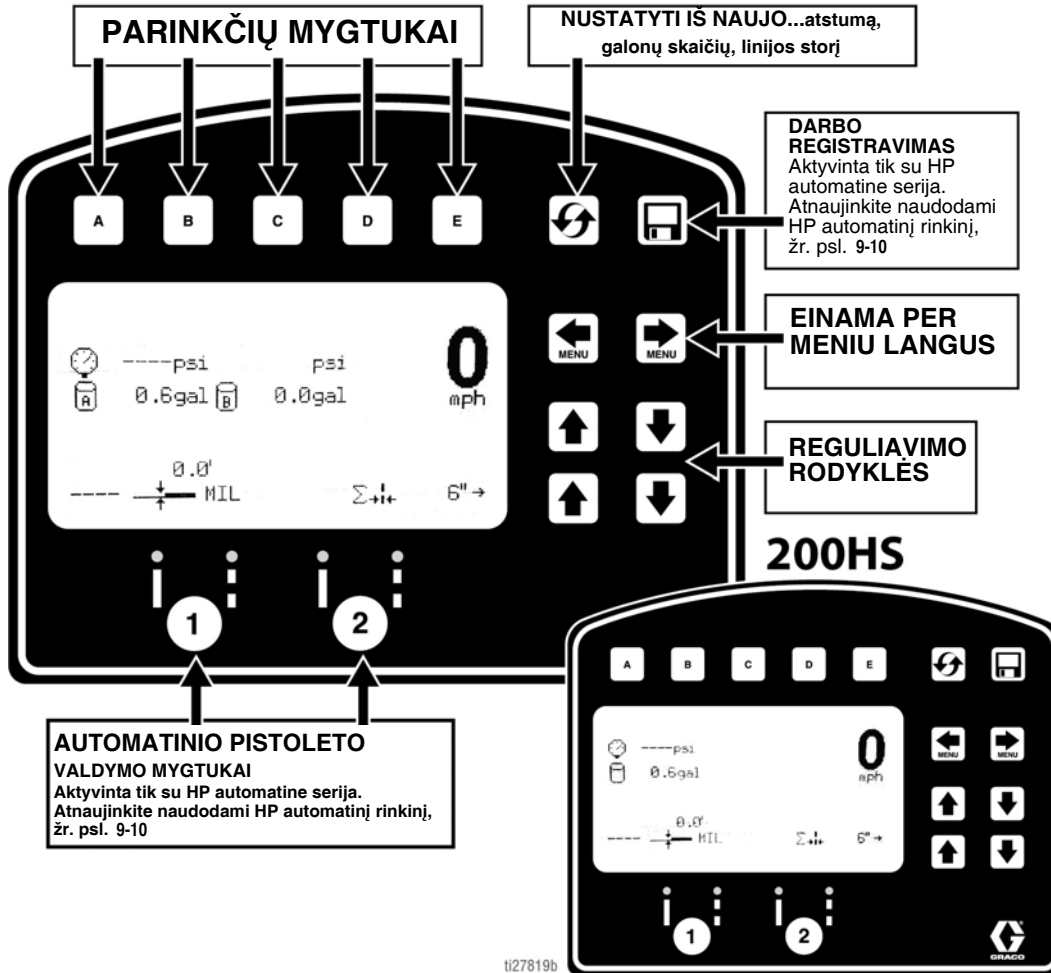 PARINKČIŲ MYGTUKAI
NUSTATYTI IŠ NAUJO...atstumą,
galonų skaičių, linijos storį
DARBO
REGISTRAVIMAS
Aktyvinta tik su HP
automatine serija.
Atnaujinkite naudodami
HP automatinį rinkinį,
žr. psl. 9-10
A B C D E
MENU MENU
EINAMA PER
MENIU LANGUS
----psi psi
0
A 0.6gal B 0.0gal
mph
REGULIAVIMO
RODYKLĖS
0.0'
---- MIL Σ 6"→
1 2
200HS
AUTOMATINIO PISTOLETO
VALDYMO MYGTUKAI
Aktyvinta tik su HP automatine serija.
Atnaujinkite naudodami HP automatinį rinkinį,
žr. psl. 9-10
A B C D E
----psi
0
0.6gal
mph
MENU MENU
0.0'
---- MIL Σ 6"→
1 2
G
GRACO
ti27819b